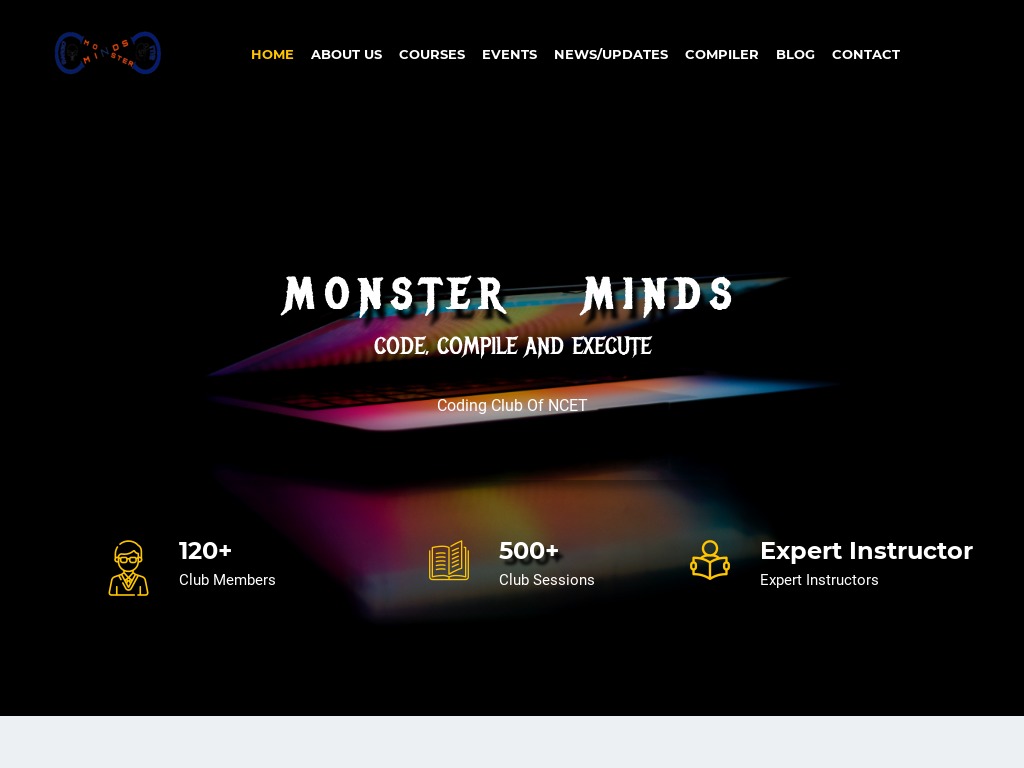 MONSTER MINDS
HOME ABOUT US COURSES EVENTS NEWS/UPDATES COMPILER BLOG CONTACT
MONSTER MINDS
CODE, COMPILE AND EXECUTE
Coding Club Of NCET
120+
Club Members
500+
Club Sessions
Expert Instructor
Expert Instructors